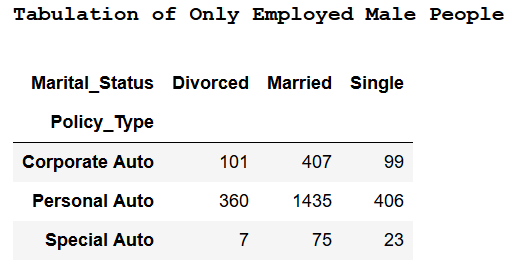 Tabulation of Only Employed Male People
Marital_Status Divorced Married Single
Policy_Type
Corporate Auto 101 407 99
Personal Auto 360 1435 406
Special Auto 7 75 23